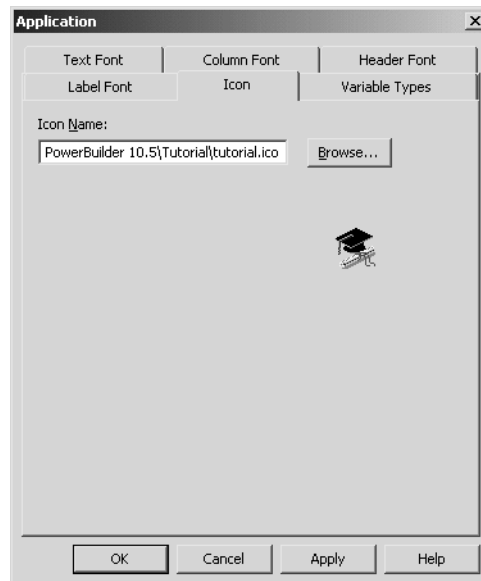 Application
Text Font Column Font Header Font
Label Font Icon Variable Types
Icon Name:
PowerBuilder 10.5\Tutorial\tutorial.ico Browse...
OK Cancel Apply Help